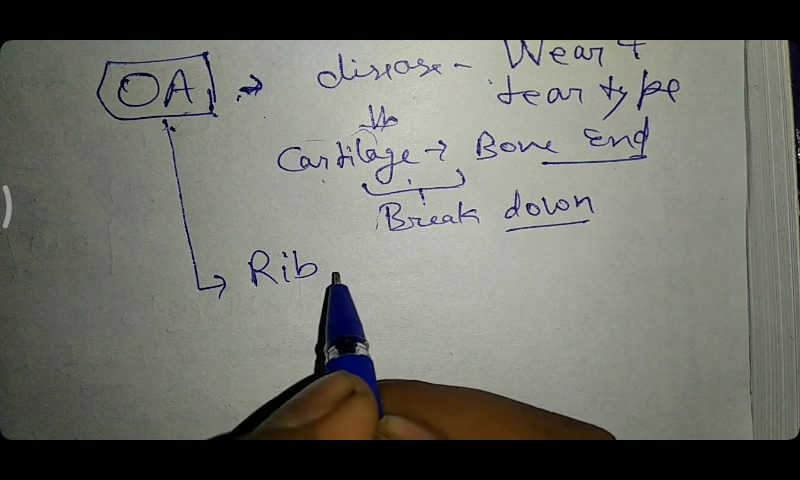 OA → disease - Wear +
tear type
Cartilage → Bone End
Break down
Rib